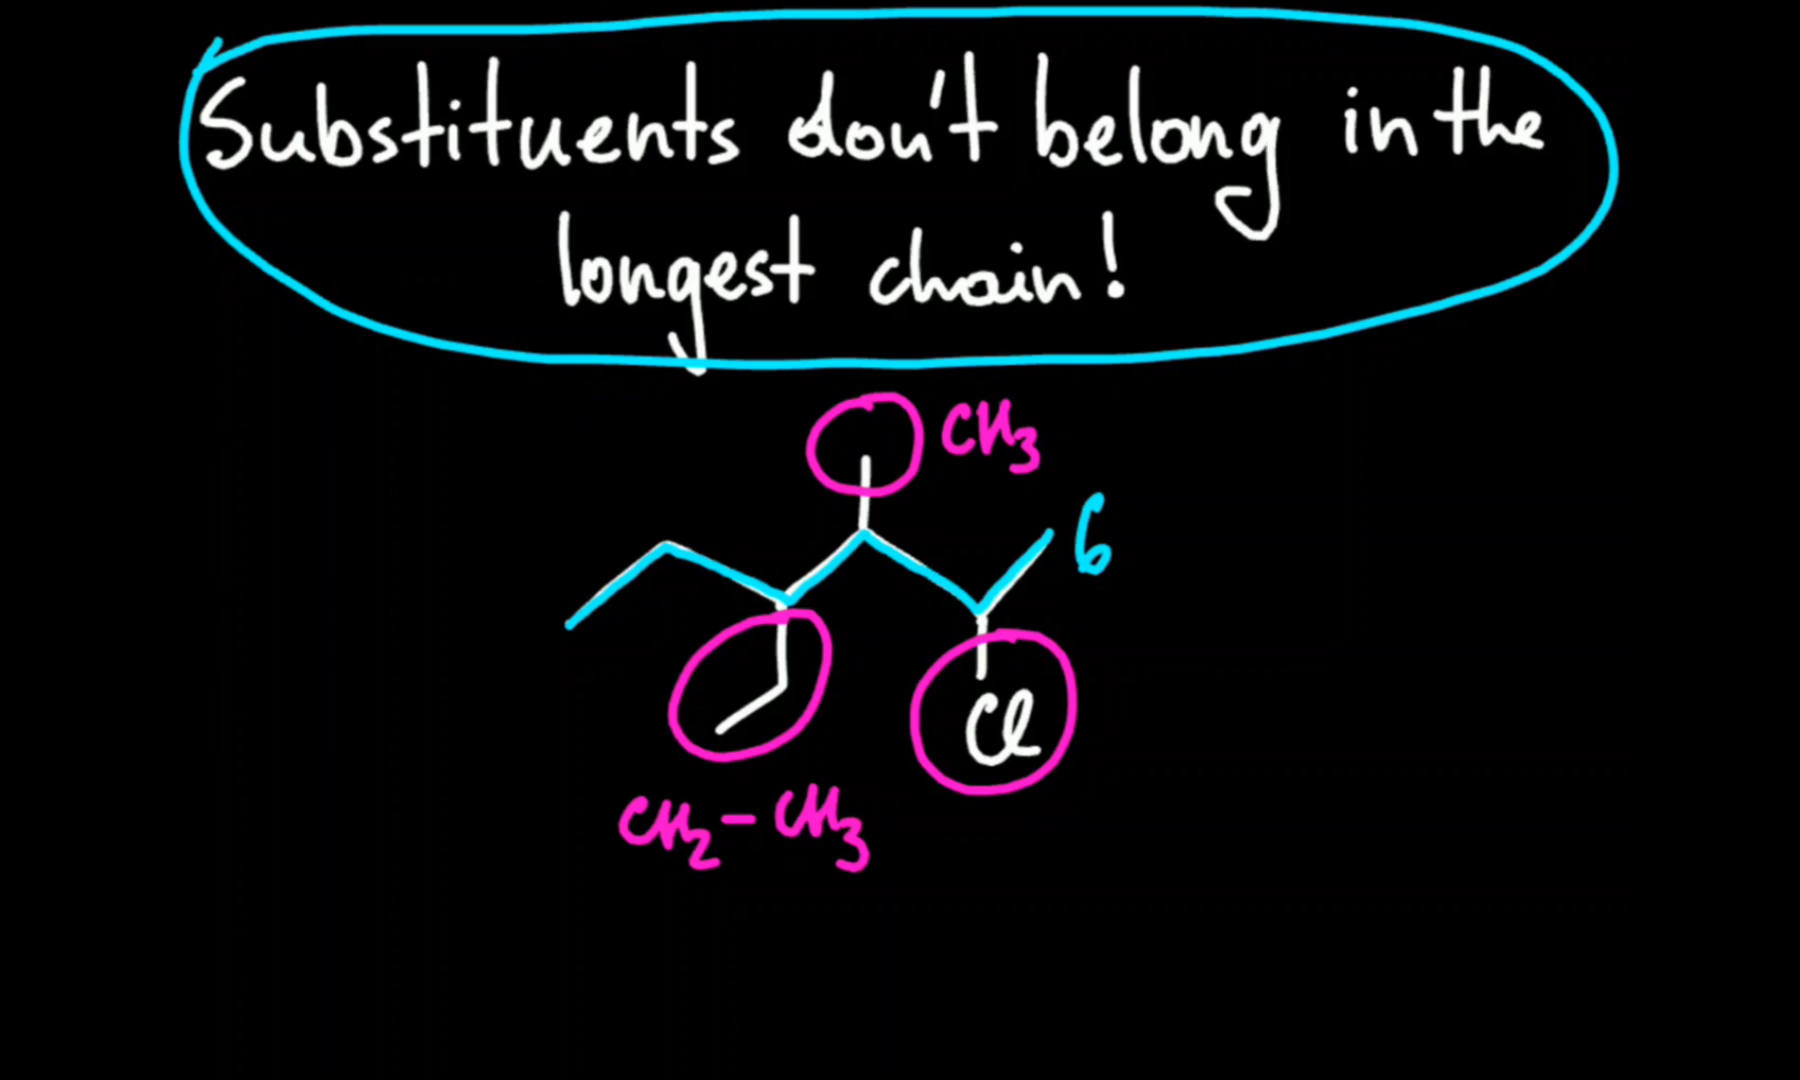 Substituents don't belong in the
longest chain!
CH3
6
Cl
CH2-CH3